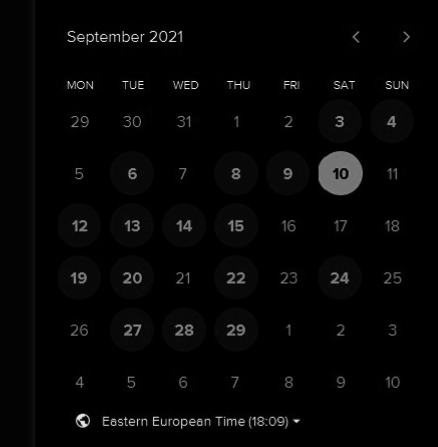 September 2021
MON TUE WED THU FRI SAT SUN
29 30 31 1 2 3 4
5 6 7 8 9 10 11
12 13 14 15 16 17 18
19 20 21 22 23 24 25
26 27 28 29 1 2 3
4 5 6 7 8 9 10
Eastern European Time (18:09)